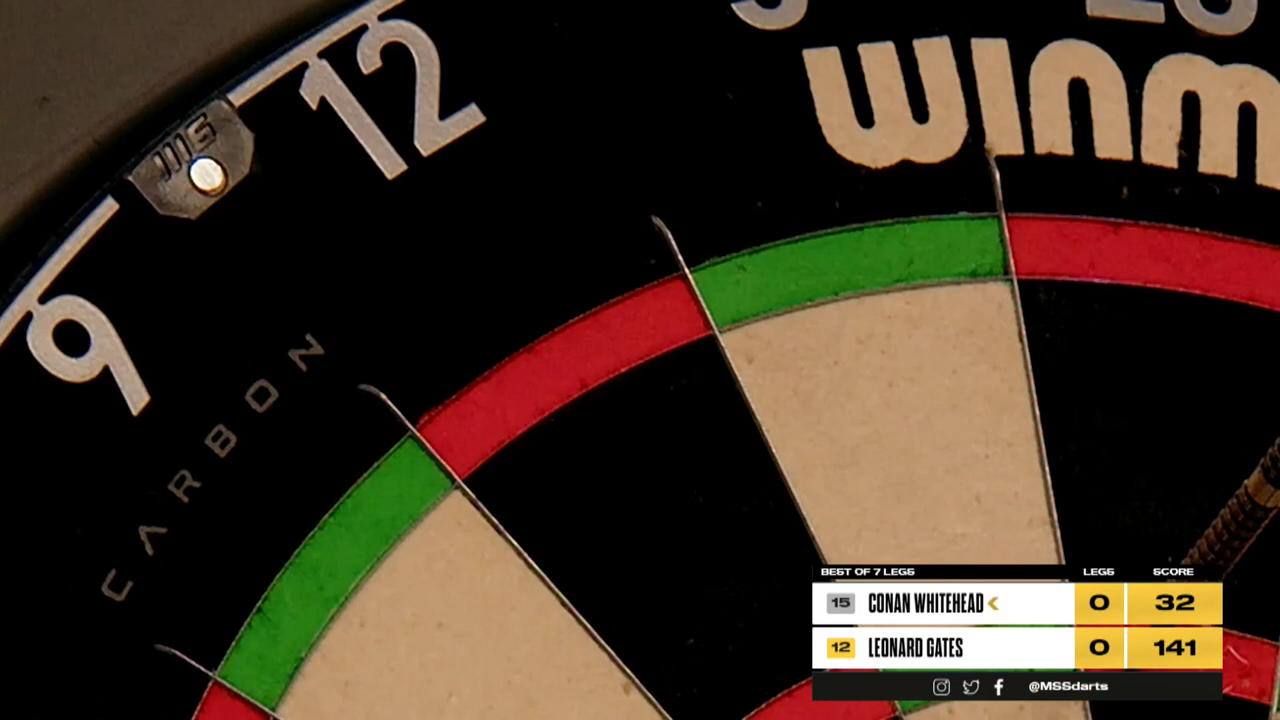 12
winm
9
CARBON
BEST OF 7 LEGS LEGS SCORE
15 CONAN WHITEHEAD 0 32
12 LEONARD GATES 0 141
@MSSdarts